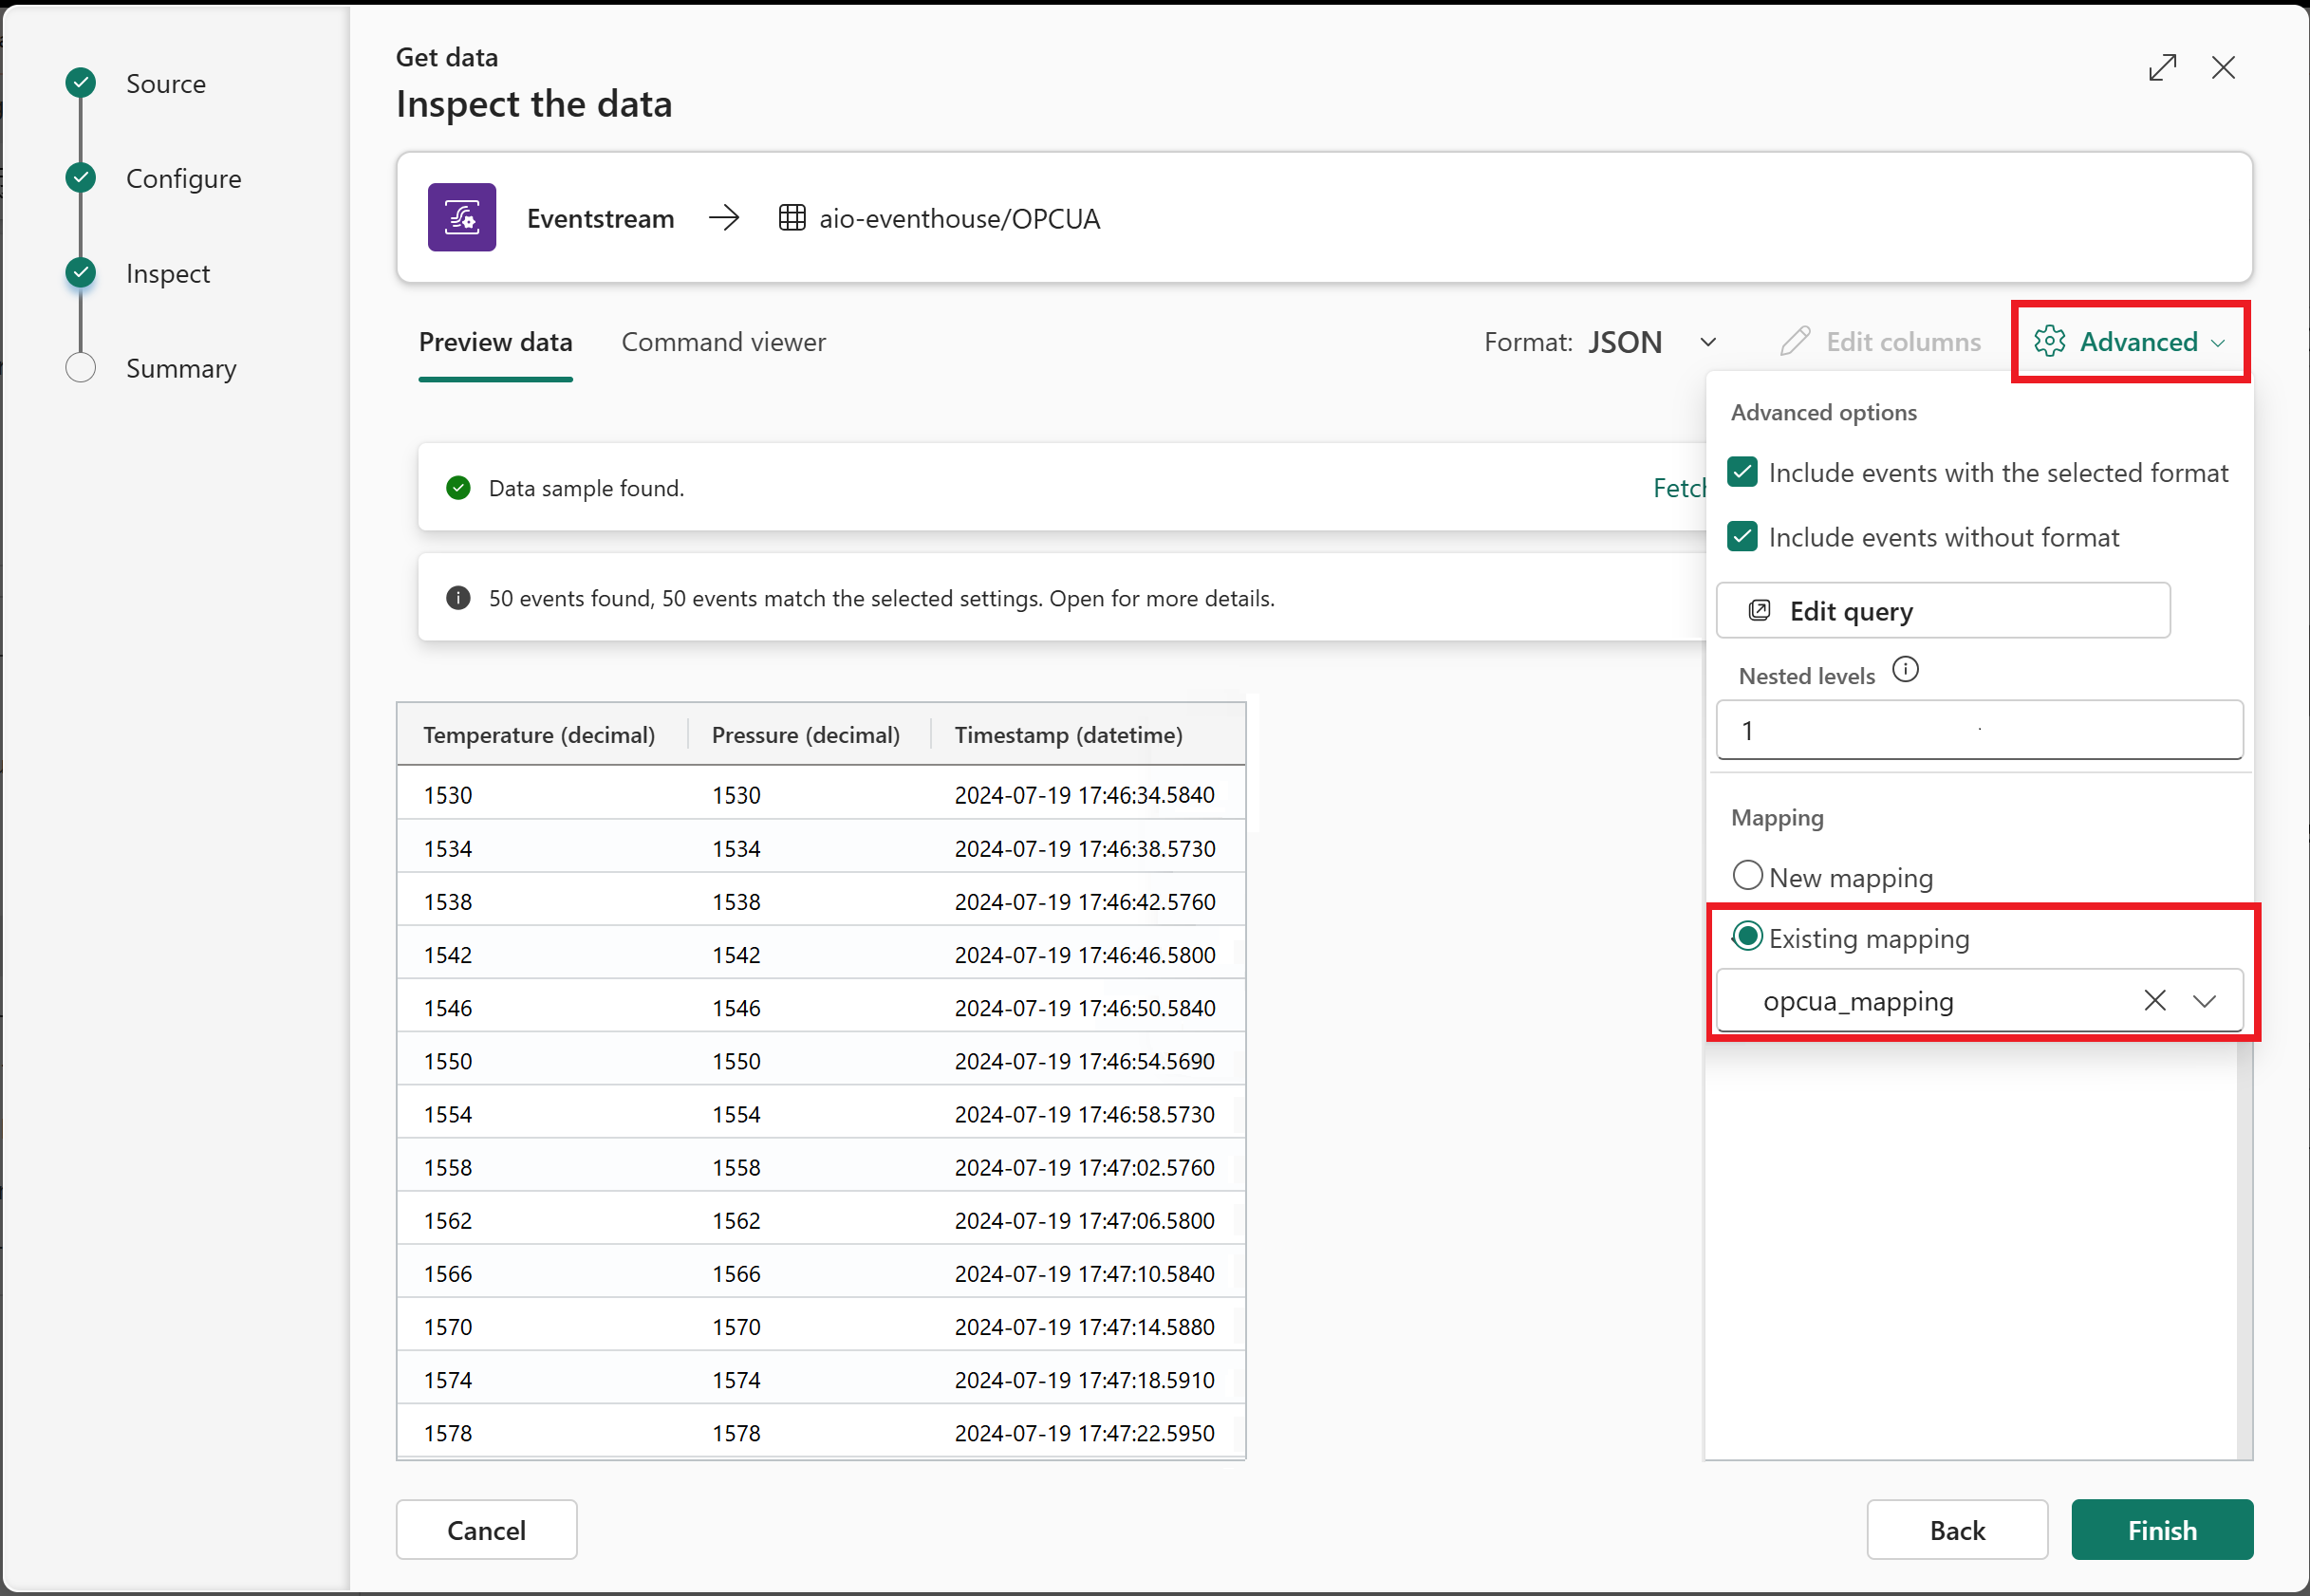 Source
Configure
Inspect
Summary
Get data
Inspect the data
Eventstream → aio-eventhouse/OPCUA
Preview data Command viewer Format: JSON Edit columns Advanced
Data sample found.
50 events found, 50 events match the selected settings. Open for more details.
Temperature (decimal) Pressure (decimal) Timestamp (datetime)
1530 1530 2024-07-19 17:46:34.5840
1534 1534 2024-07-19 17:46:38.5730
1538 1538 2024-07-19 17:46:42.5760
1542 1542 2024-07-19 17:46:46.5800
1546 1546 2024-07-19 17:46:50.5840
1550 1550 2024-07-19 17:46:54.5690
1554 1554 2024-07-19 17:46:58.5730
1558 1558 2024-07-19 17:47:02.5760
1562 1562 2024-07-19 17:47:06.5800
1566 1566 2024-07-19 17:47:10.5840
1570 1570 2024-07-19 17:47:14.5880
1574 1574 2024-07-19 17:47:18.5910
1578 1578 2024-07-19 17:47:22.5950
Advanced options
Include events with the selected format
Include events without format
Edit query
Nested levels
1
Mapping
New mapping
Existing mapping
opcua_mapping
Cancel
Back
Finish